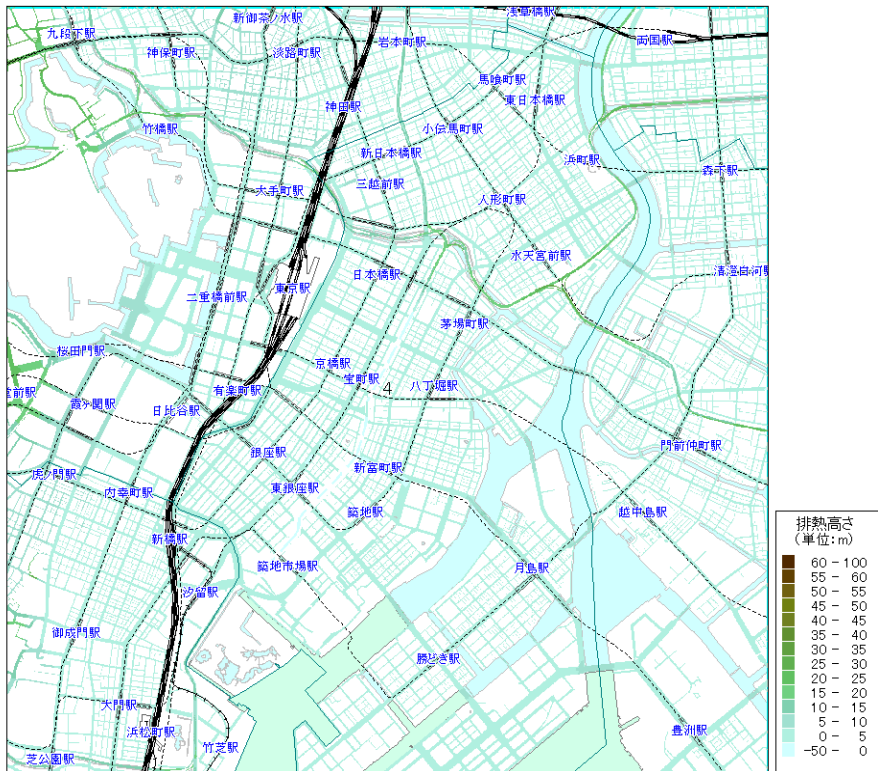 新御茶ノ水駅
浅草橋駅
九段下駅
神保町駅
淡路町駅
岩本町駅
両国駅
馬喰町駅
東日本橋駅
神田駅
竹橋駅
小伝馬町駅
新日本橋駅
浜町駅
森下駅
三越前駅
大手町駅
人形町駅
水天宮前駅
日本橋駅
清澄白河駅
東京駅
二重橋前駅
茅場町駅
桜田門駅
京橋駅
宝町駅
4
八丁堀駅
有楽町駅
堂前駅
霞ヶ関駅
日比谷駅
門前仲町駅
銀座駅
新富町駅
虎ノ門駅
内幸町駅
東銀座駅
築地駅
越中島駅
新橋駅
築地市場駅
月島駅
汐留駅
御成門駅
勝どき駅
大門駅
浜松町駅
竹芝駅
豊洲駅
芝公園駅
排熱高さ
(単位:m)
60 - 100
55 - 60
50 - 55
45 - 50
40 - 45
35 - 40
30 - 35
25 - 30
20 - 25
15 - 20
10 - 15
5 - 10
0 - 5
-50 - 0